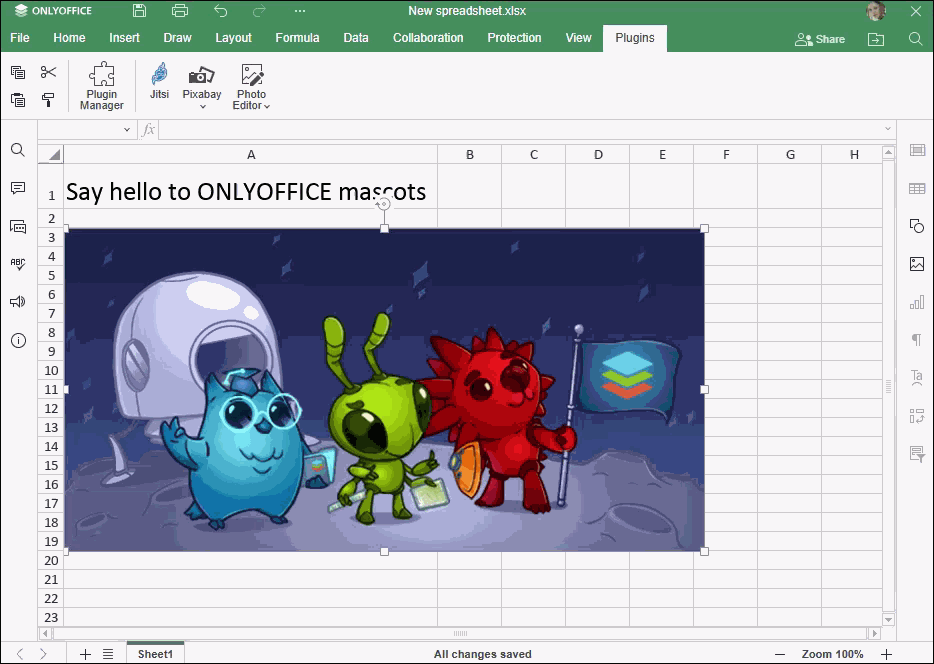 ONLYOFFICE
New spreadsheet.xlsx
File Home Insert Draw Layout Formula Data Collaboration Protection View Plugins
Share
Plugin Manager
Jitsi
Pixabay
Photo Editor
fx
A B C D E F G H
1 Say hello to ONLYOFFICE mascots
2
3
4
5
6
7
8
9
10
11
12
13
14
15
16
17
18
19
20
21
22
23
ABC
Ta
Sheet1
All changes saved
Zoom 100%